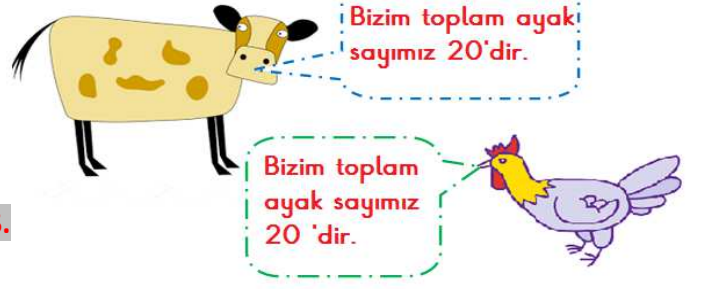 Bizim toplam ayak
sayımız 20'dir.
Bizim toplam
ayak sayımız
20 'dir.